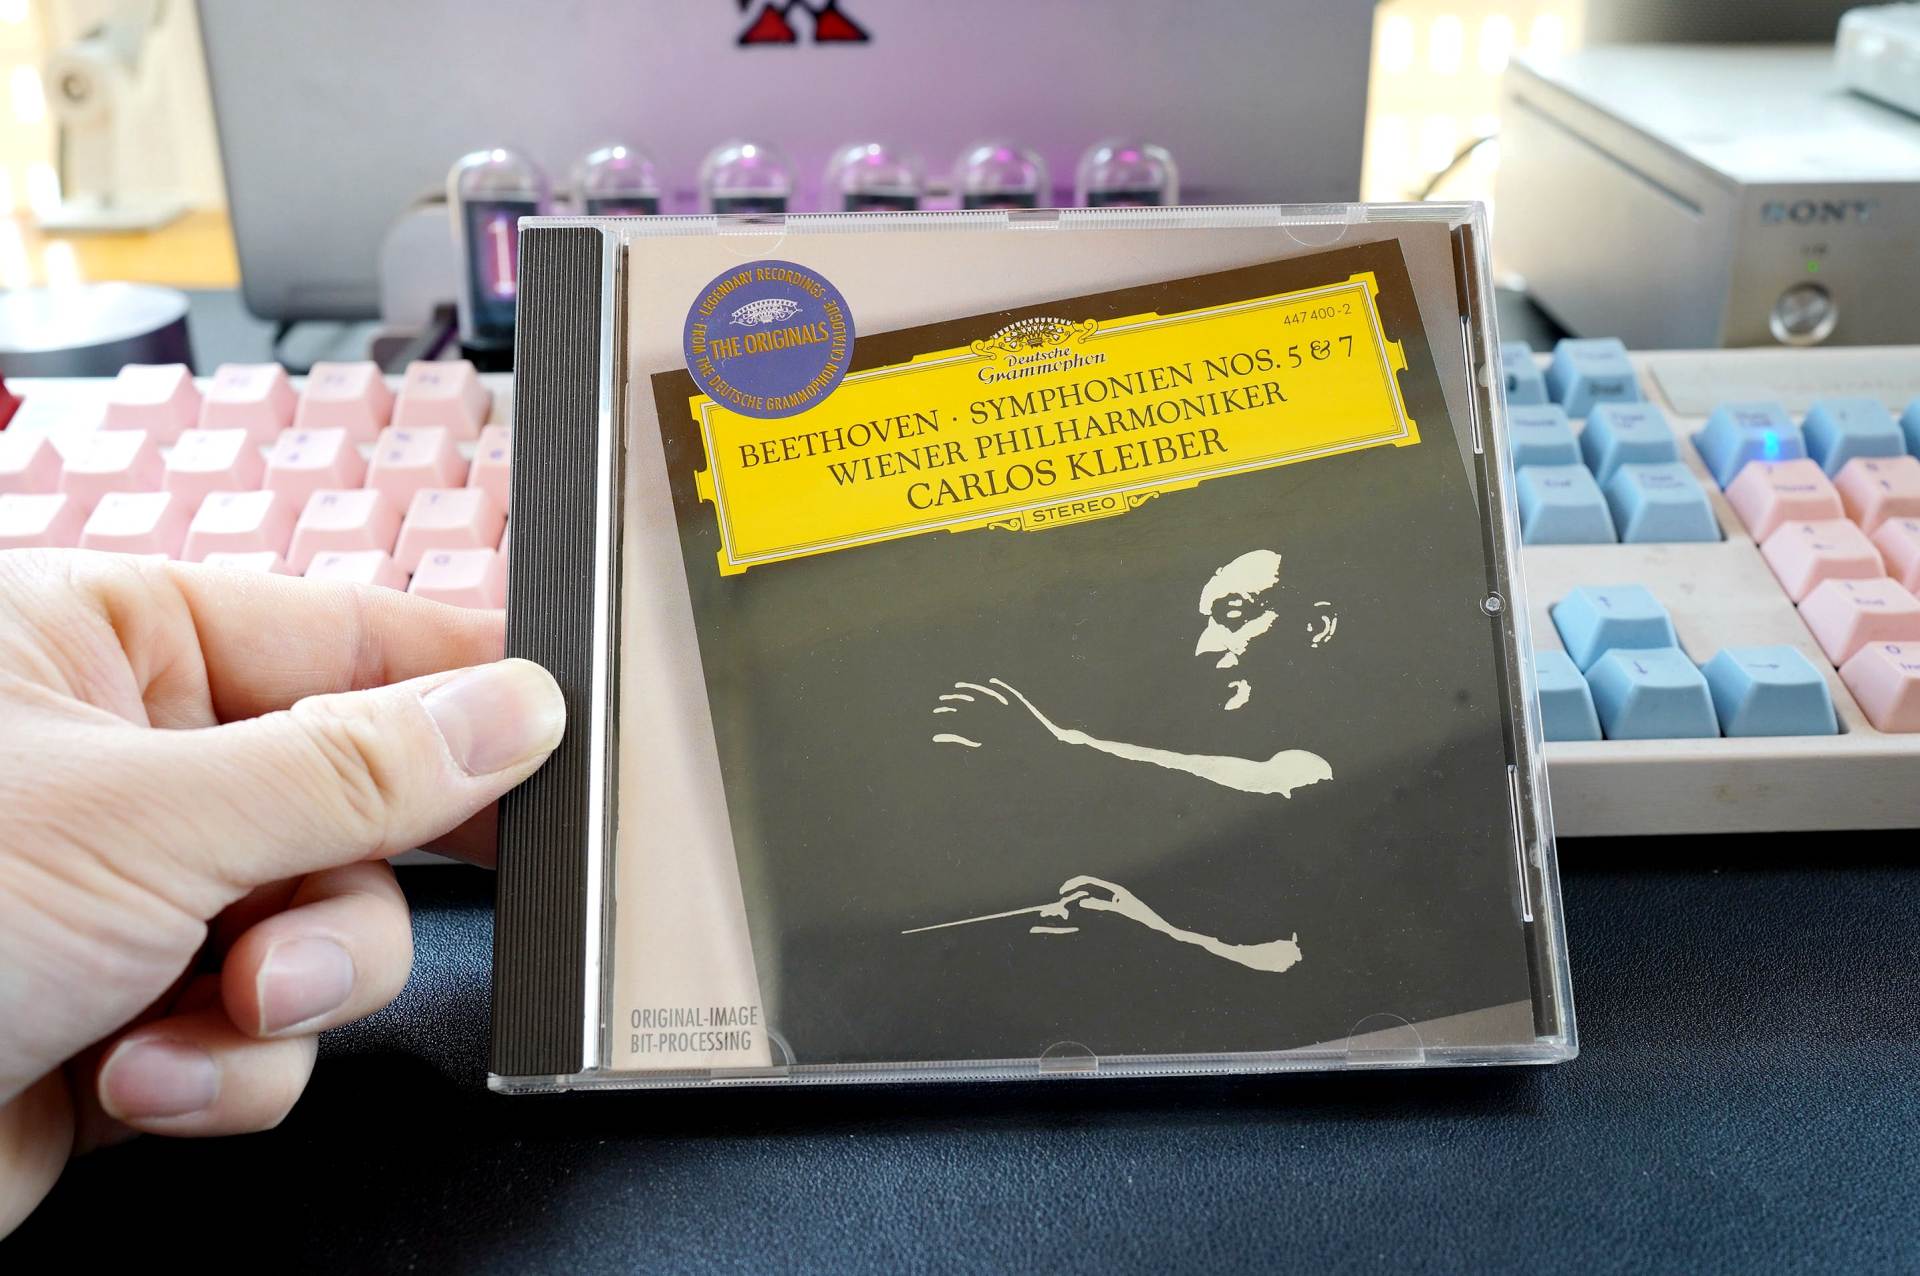 SONY
LEGENDARY RECORDINGS · FROM THE DEUTSCHE GRAMMOPHON CATALOGUE ·
THE ORIGINALS
447 400-2
Deutsche
Grammophon
BEETHOVEN · SYMPHONIEN NOS. 5 & 7
WIENER PHILHARMONIKER
CARLOS KLEIBER
STEREO
ORIGINAL-IMAGE
BIT-PROCESSING